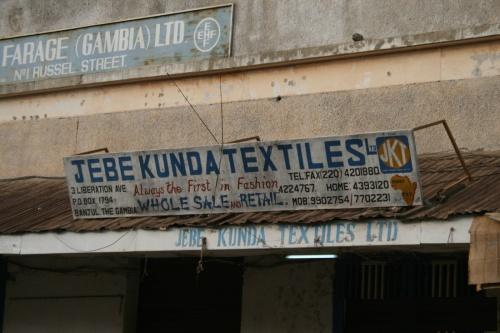 FARAGE (GAMBIA) LTD
EHF
Nº1 RUSSEL STREET
JEBE KUNDA TEXTILES LTD
JKT
3 LIBERATION AVE. Always the First in Fashion TEL.FAX(220) 4201880
P.O.BOX 1794 4224767. HOME: 4393120
BANJUL THE GAMBIA WHOLE SALE AND RETAIL. MOB:9902754/7702231
JEBE KUNDA TEXTILES LTD